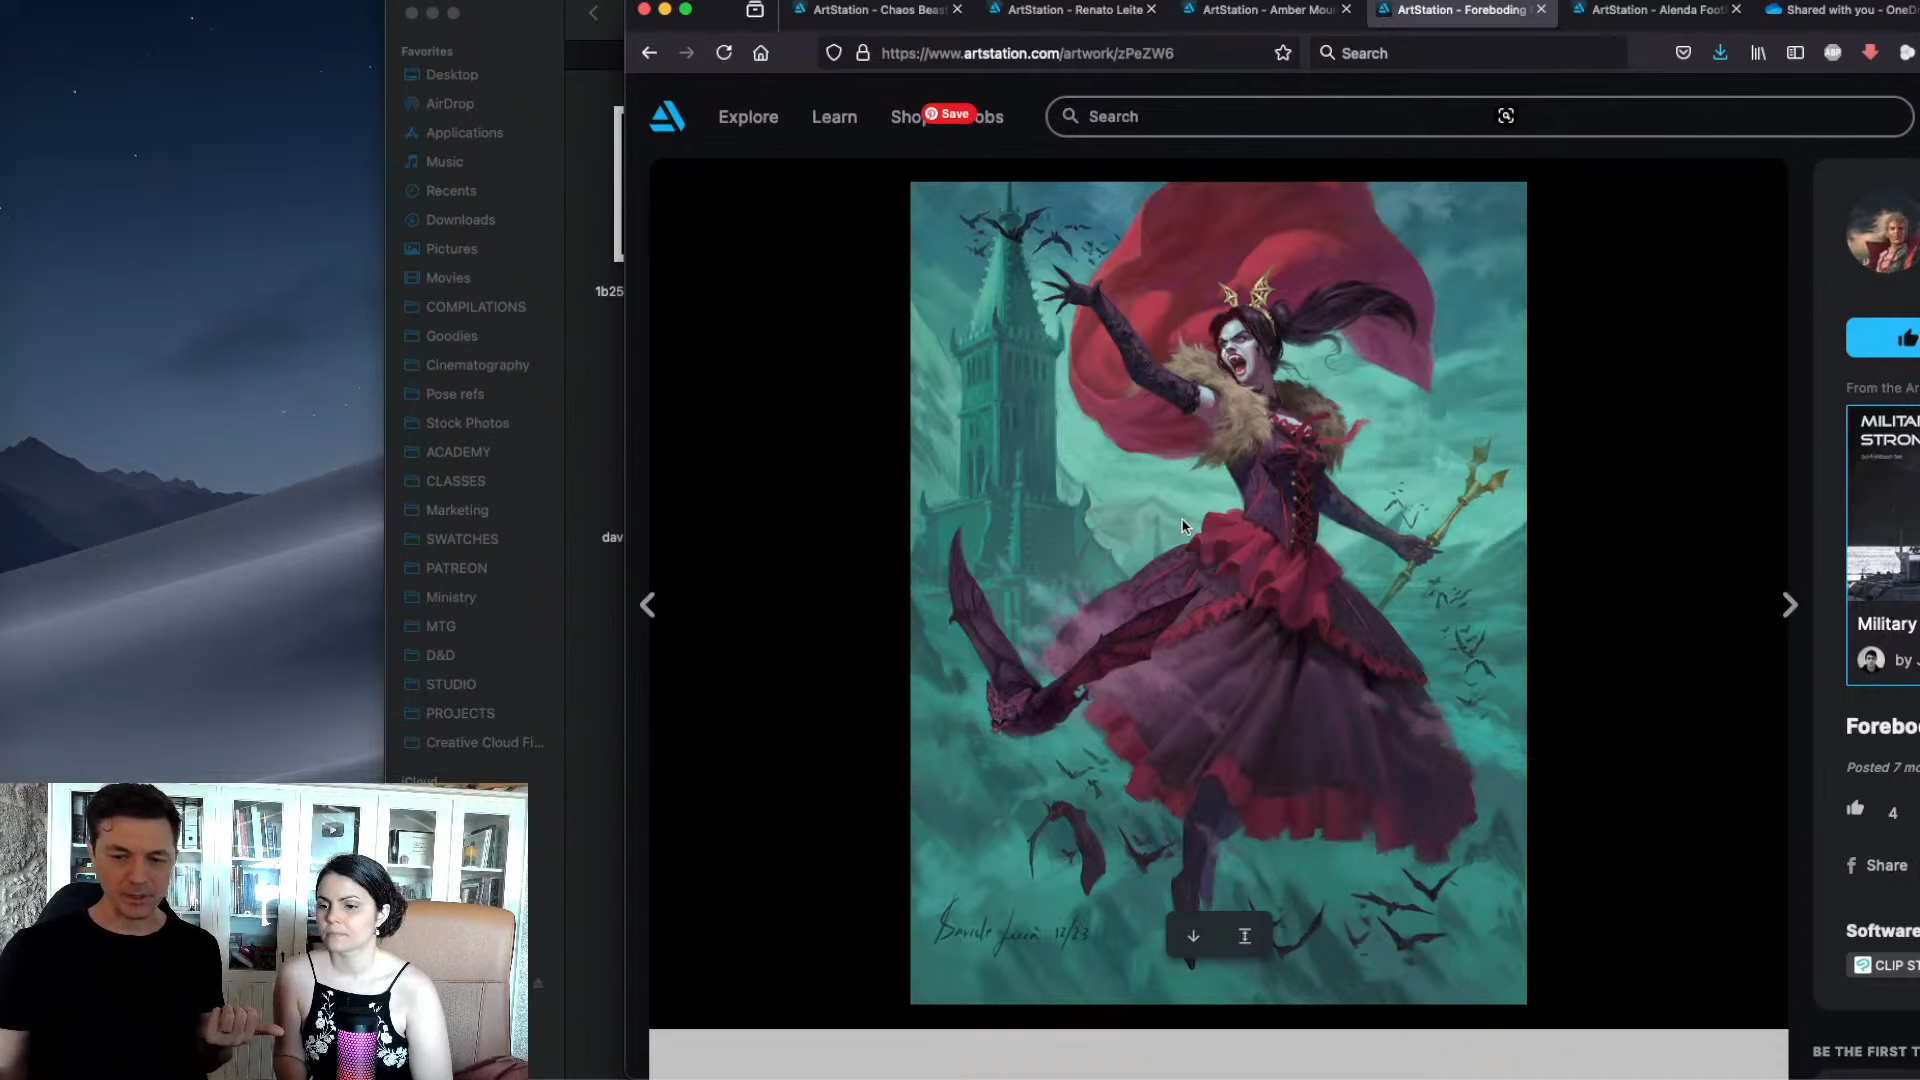 Favorites
Desktop
AirDrop
Applications
Music
Recents
Downloads
Pictures
Movies
COMPILATIONS
Goodies
Cinematography
Pose refs
Stock Photos
ACADEMY
CLASSES
Marketing
SWATCHES
PATREON
Ministry
MTG
D&D
STUDIO
PROJECTS
Creative Cloud Fi...
iCloud
1b25
dav
ArtStation - Chaos Beas
ArtStation - Renato Leite
ArtStation - Amber Mou
ArtStation - Foreboding
ArtStation - Alenda Foot
Shared with you - OneD
https://www.artstation.com/artwork/zPeZW6
Search
ABP
Explore Learn Sho Save obs
Search
12/23
From the Ar
MILITA
STRON
Military
by J
Forebo
Posted 7 mo
4
Share
Software
CLIP ST
BE THE FIRST T